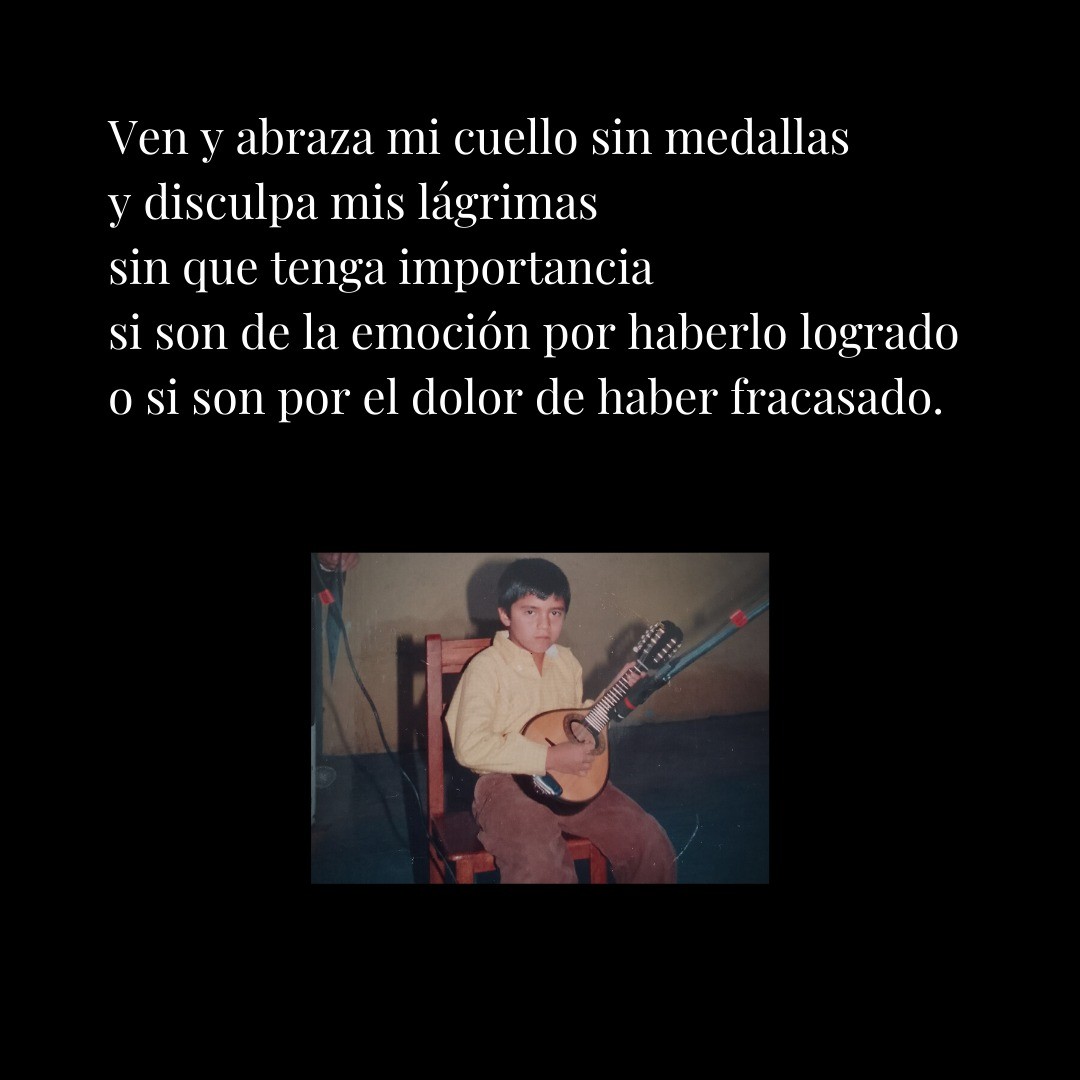 Ven y abraza mi cuello sin medallas
y disculpa mis lágrimas
sin que tenga importancia
si son de la emoción por haberlo logrado
o si son por el dolor de haber fracasado.